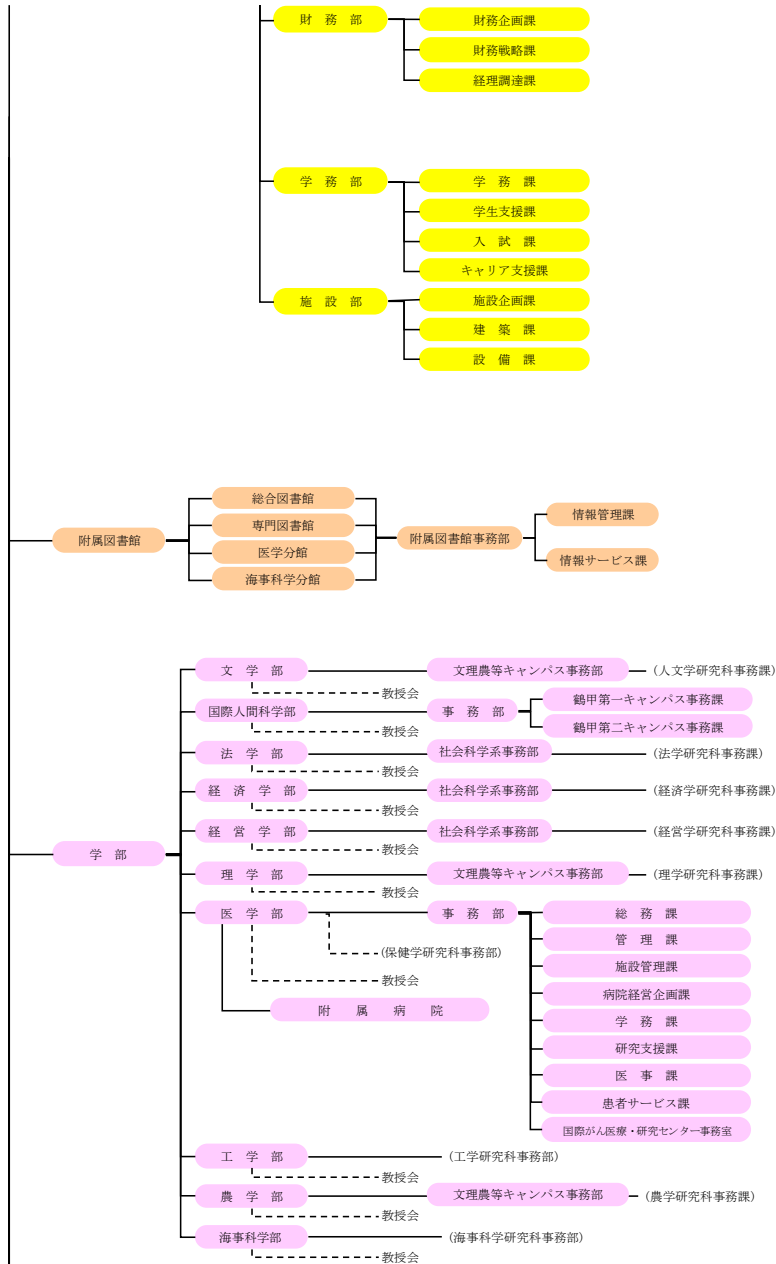 財 務 部
財務企画課
財務戦略課
経理調達課
学 務 部
学 務 課
学生支援課
入 試 課
キャリア支援課
施 設 部
施設企画課
建 築 課
設 備 課
附属図書館
総合図書館
専門図書館
医学分館
海事科学分館
附属図書館事務部
情報管理課
情報サービス課
学 部
文 学 部
文理農等キャンパス事務部
(人文学研究科事務課)
教授会
国際人間科学部
事 務 部
鶴甲第一キャンパス事務課
鶴甲第二キャンパス事務課
教授会
法 学 部
社会科学系事務部
(法学研究科事務課)
教授会
経 済 学 部
社会科学系事務部
(経済学研究科事務課)
教授会
経 営 学 部
社会科学系事務部
(経営学研究科事務課)
教授会
理 学 部
文理農等キャンパス事務部
(理学研究科事務課)
教授会
医 学 部
事 務 部
総 務 課
管 理 課
施設管理課
病院経営企画課
学 務 課
研究支援課
医 事 課
患者サービス課
国際がん医療・研究センター事務室
(保健学研究科事務部)
教授会
附 属 病 院
工 学 部
(工学研究科事務部)
教授会
農 学 部
文理農等キャンパス事務部
(農学研究科事務課)
教授会
海事科学部
(海事科学研究科事務部)
教授会